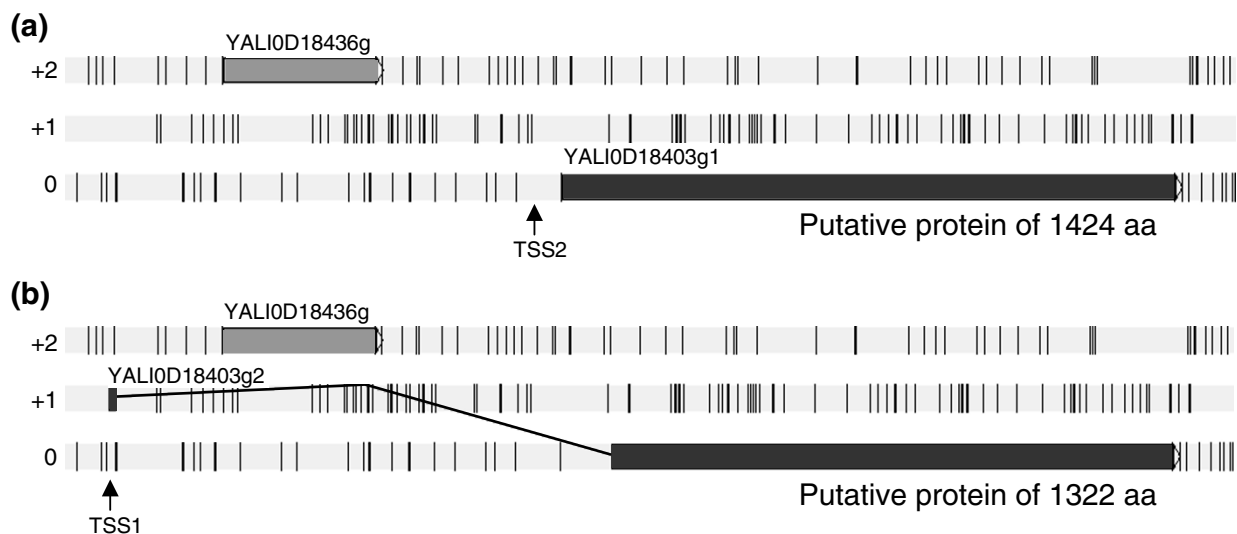 (a)
YALI0D18436g
+2
+1
YALI0D18403g1
0
Putative protein of 1424 aa
TSS2
(b)
YALI0D18436g
+2
YALI0D18403g2
+1
0
Putative protein of 1322 aa
TSS1